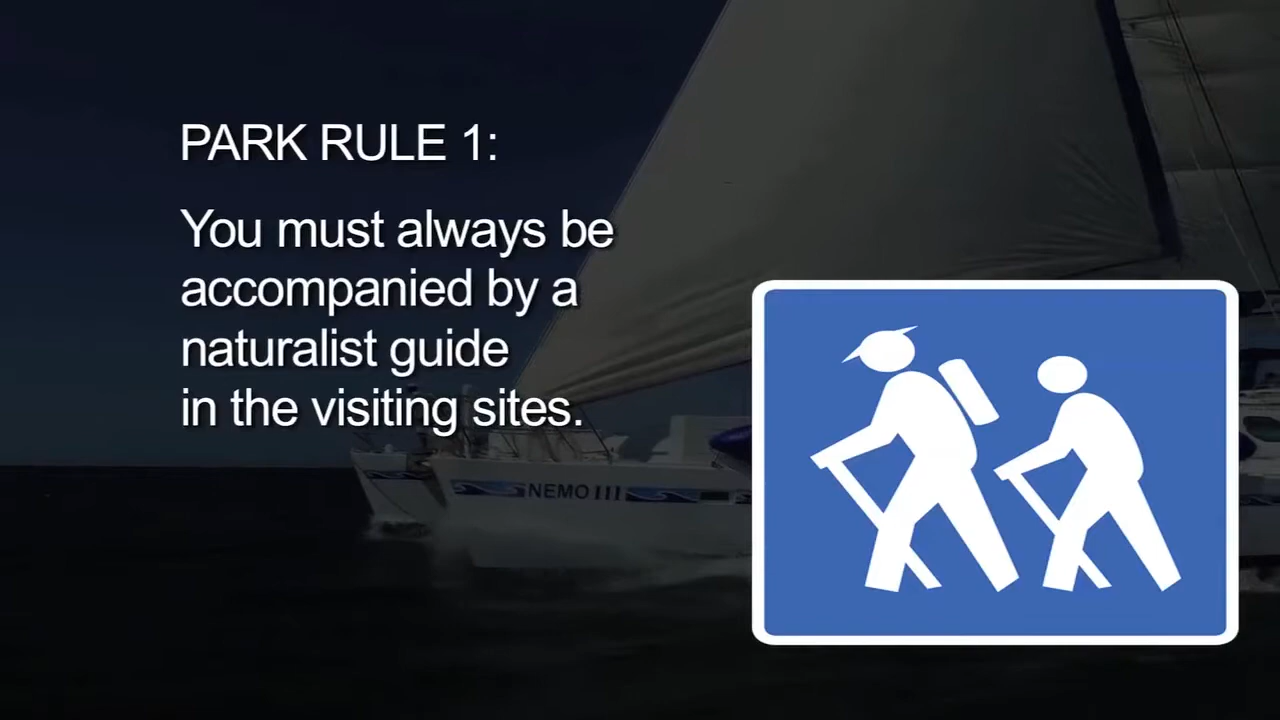 PARK RULE 1:
You must always be
accompanied by a
naturalist guide
in the visiting sites.
NEMO III